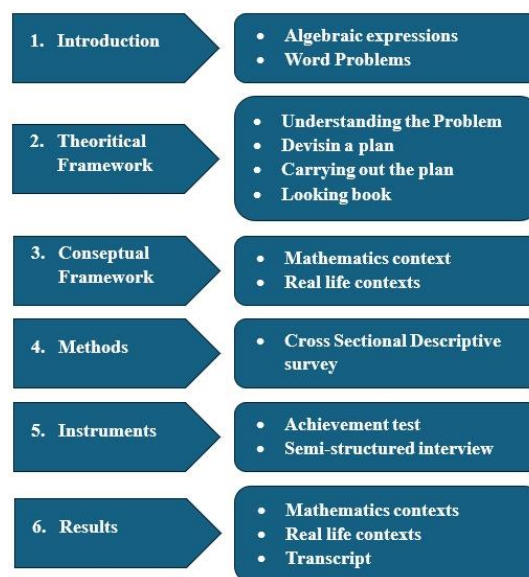 1. Introduction
• Algebraic expressions
• Word Problems
2. Theoritical
Framework
• Understanding the Problem
• Devisin a plan
• Carrying out the plan
• Looking book
3. Conseptual
Framework
• Mathematics context
• Real life contexts
4. Methods
• Cross Sectional Descriptive
survey
5. Instruments
• Achievement test
• Semi-structured interview
6. Results
• Mathematics contexts
• Real life contexts
• Transcript